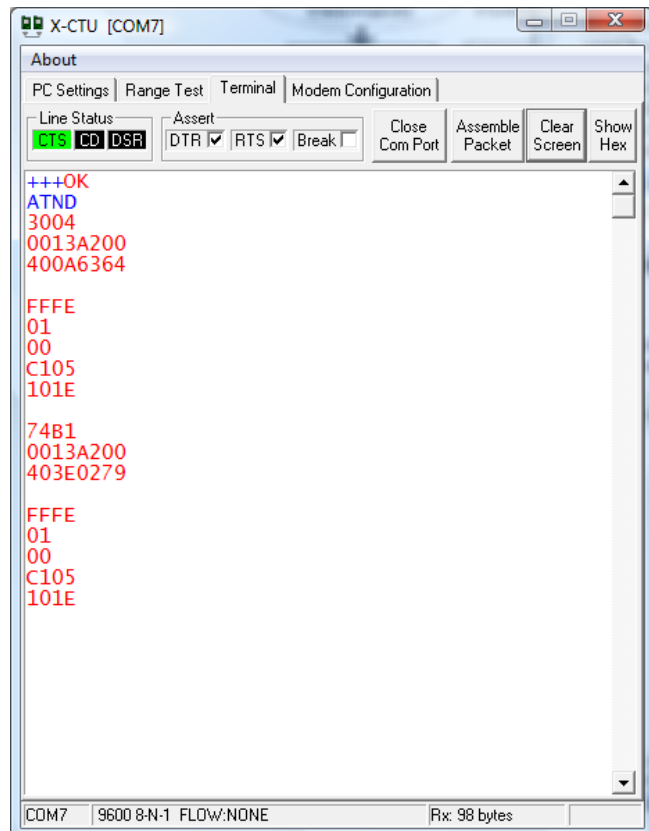 X-CTU [COM7]
About
PC Settings Range Test Terminal Modem Configuration
Line Status Assert
CTS CD DSR DTR RTS Break Close Com Port Assemble Packet Clear Screen Show Hex
+++OK
ATND
3004
0013A200
400A6364
FFFE
01
00
C105
101E
74B1
0013A200
403E0279
FFFE
01
00
C105
101E
COM7 9600 8-N-1 FLOW:NONE Rx: 98 bytes